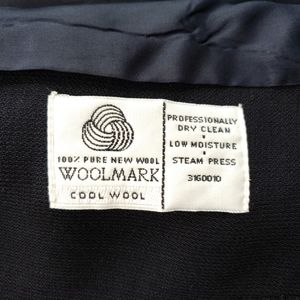 100% PURE NEW WOOL
WOOLMARK
COOL WOOL
PROFESSIONALLY
DRY CLEAN
•
LOW MOISTURE
•
STEAM PRESS
3160010